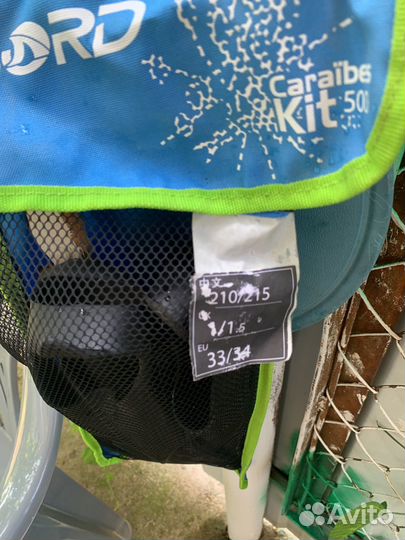 ORD
Caraïbes
Kit 500
中文
210/215
1/1.5
EU
33/34
Avito